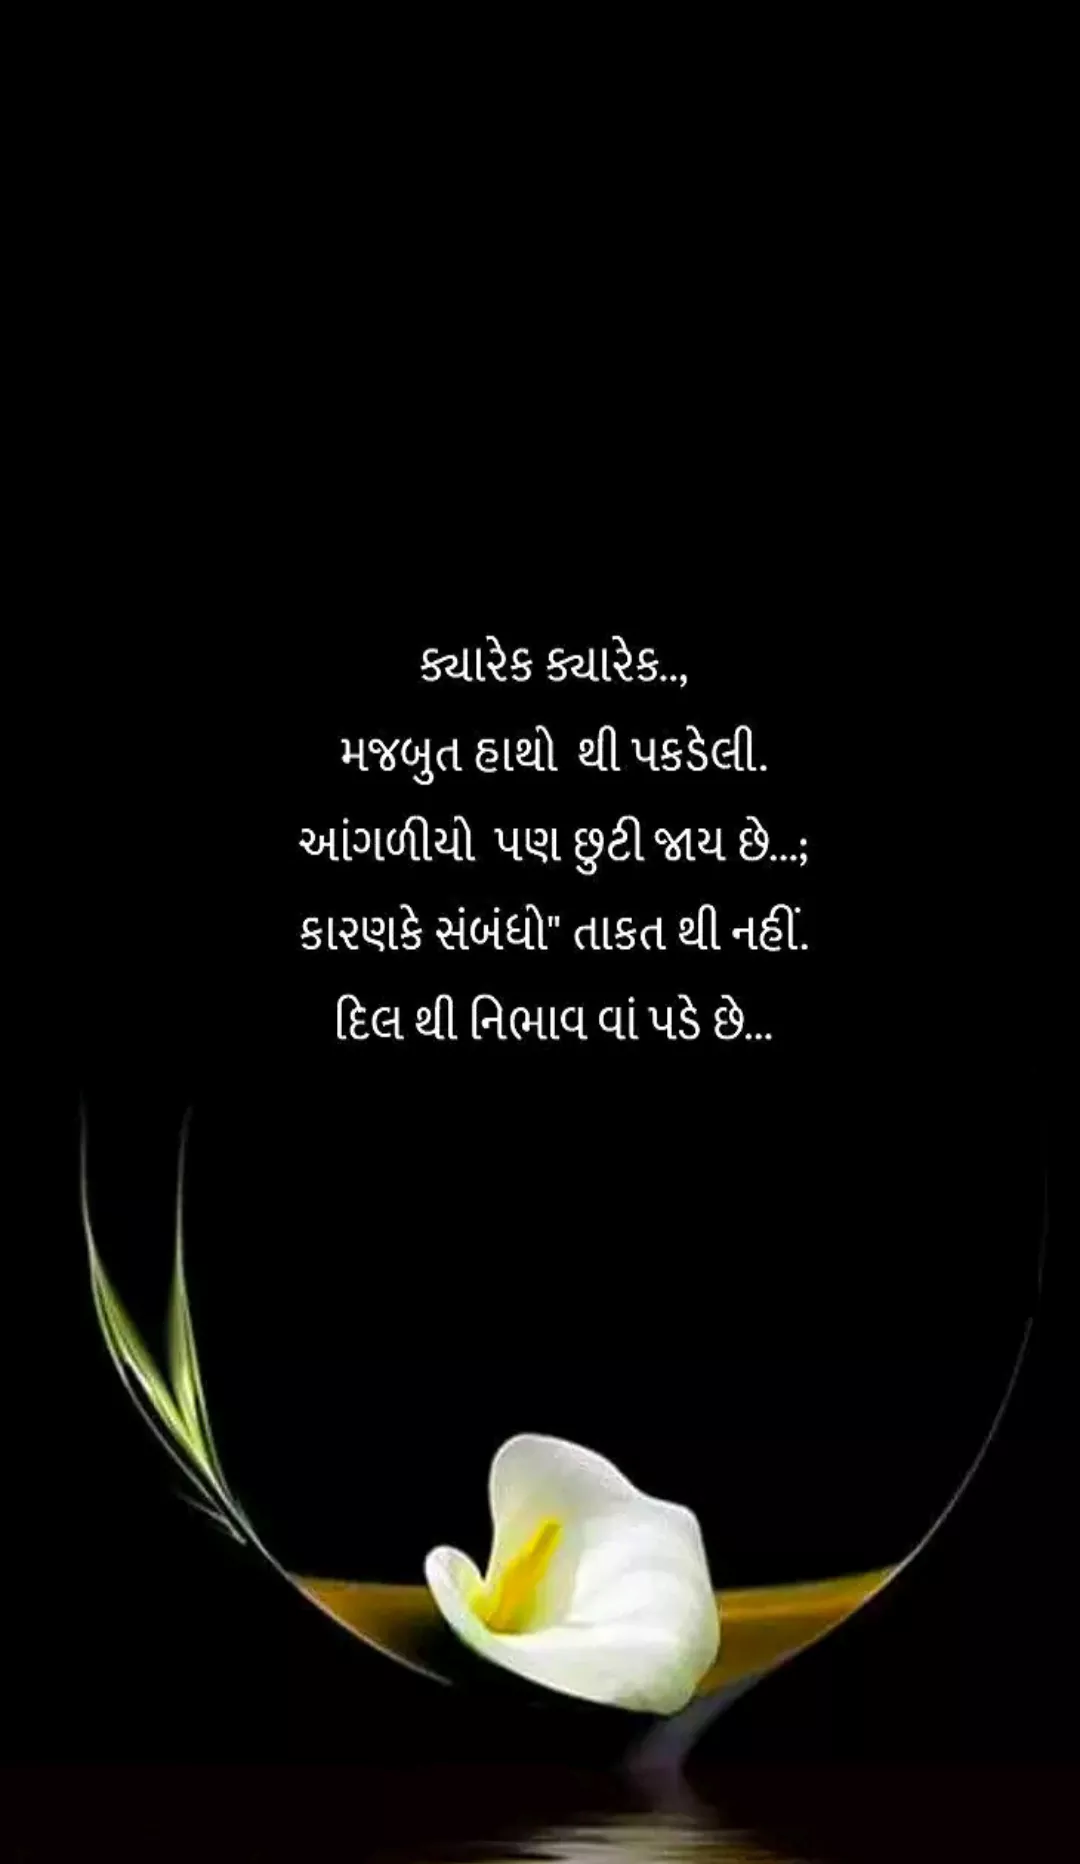 ક્યારેક ક્યારેક..,
મજબુત હાથો થી પકડેલી.
આંગળીયો પણ છુટી જાય છે...;
કારણકે સંબંધો" તાકત થી નહીં.
દિલ થી નિભાવ વાં પડે છે...